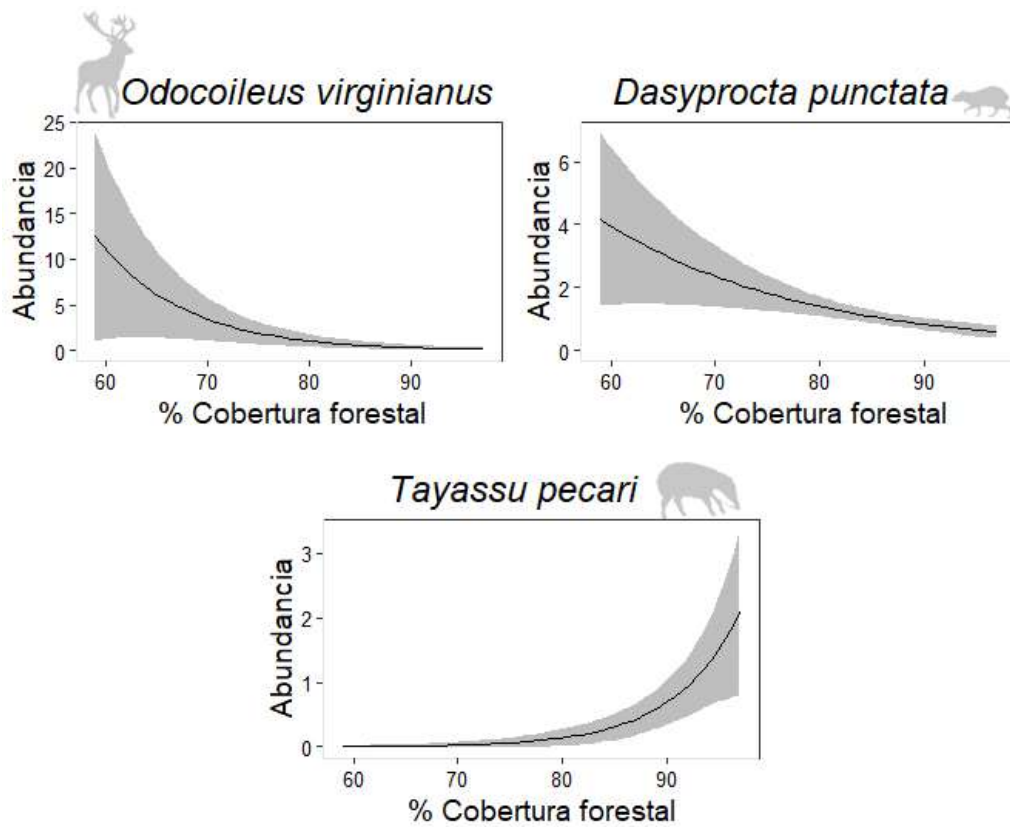 Odocoileus virginianus
25
20
15
10
5
0
Abundancia
60 70 80 90
% Cobertura forestal
Dasyprocta punctata
6
4
2
0
Abundancia
60 70 80 90
% Cobertura forestal
Tayassu pecari
3
2
1
0
Abundancia
60 70 80 90
% Cobertura forestal